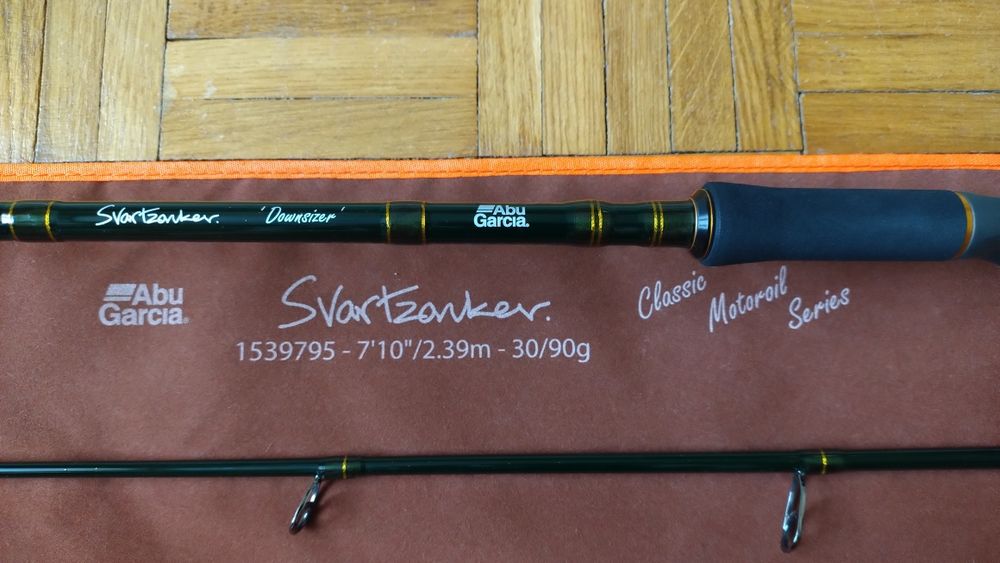 Svartzonker. 'Downsizer' Abu
Garcia.
Abu
Garcia
Svartzonker.
Classic
Motoroil
Series
1539795 - 7'10"/2.39m - 30/90g